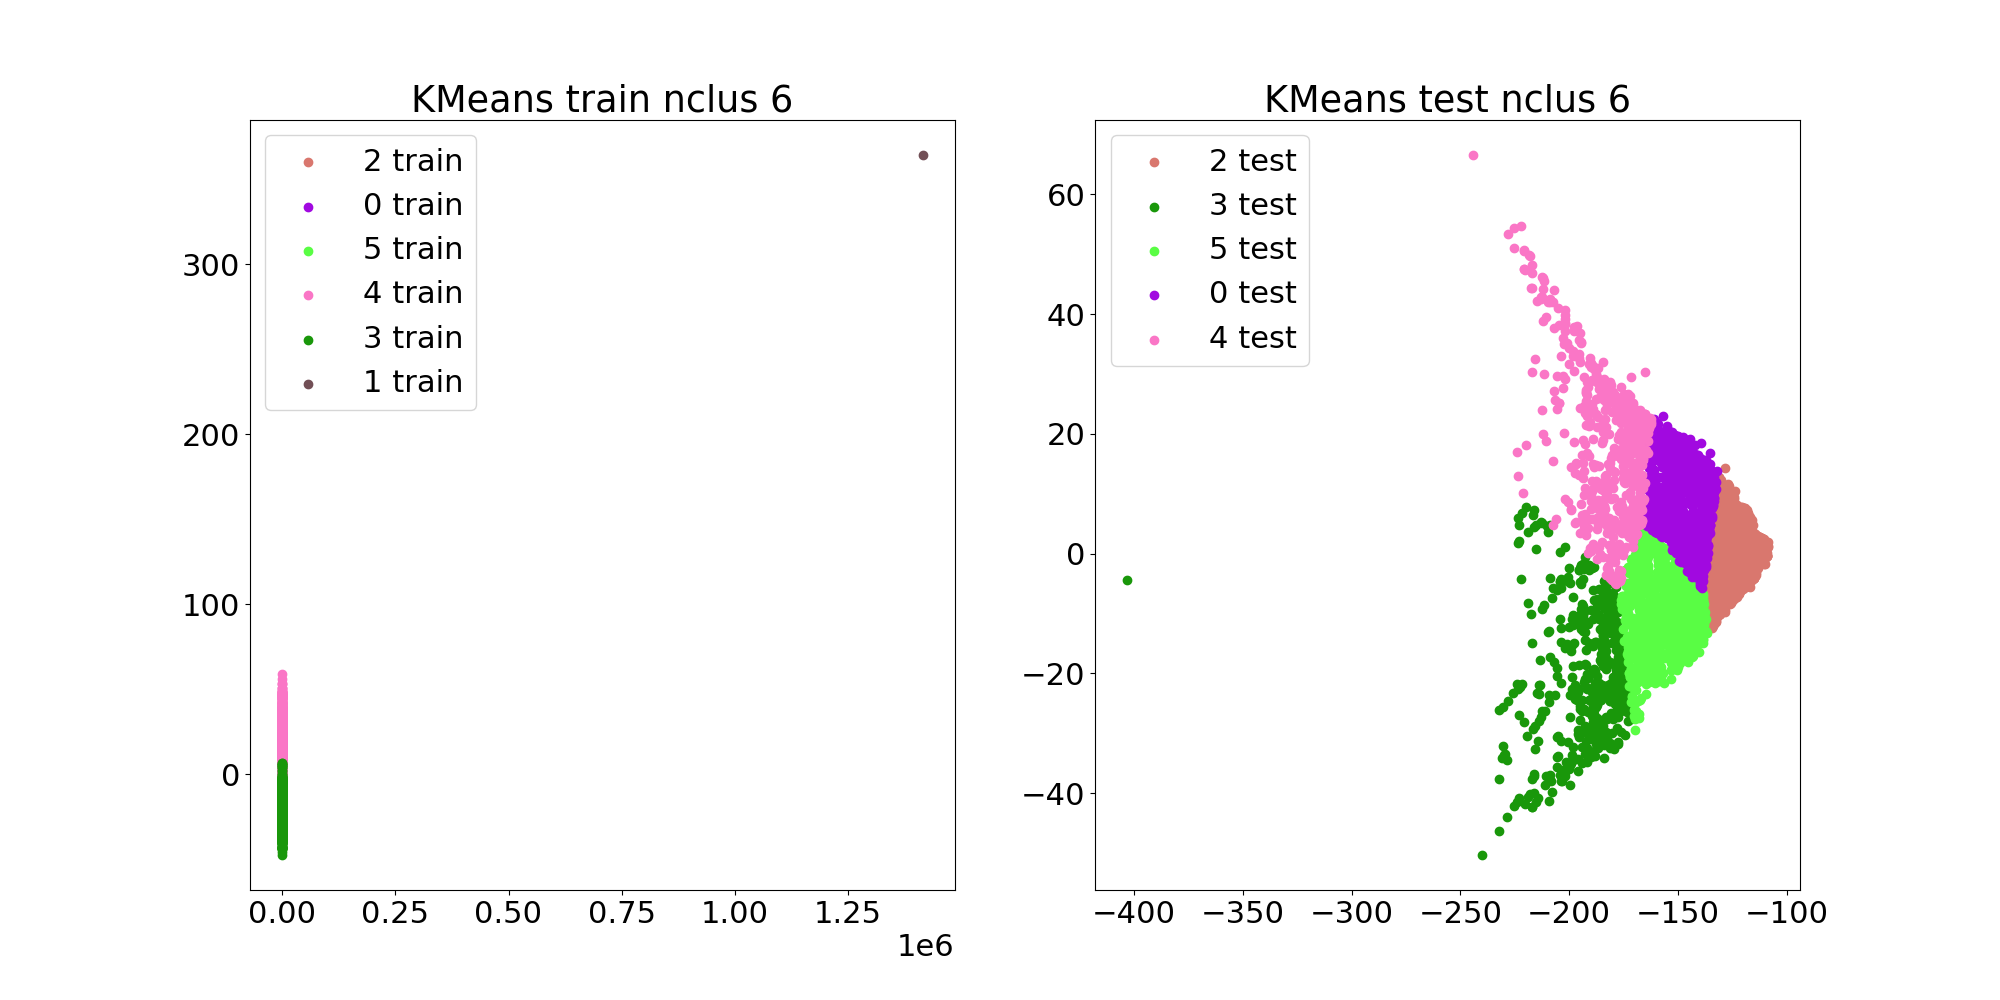 KMeans train nclus 6
2 train
0 train
5 train
4 train
3 train
1 train
300
200
100
0
0.00 0.25 0.50 0.75 1.00 1.25
1e6
KMeans test nclus 6
2 test
3 test
5 test
0 test
4 test
60
40
20
0
−20
−40
−400 −350 −300 −250 −200 −150 −100